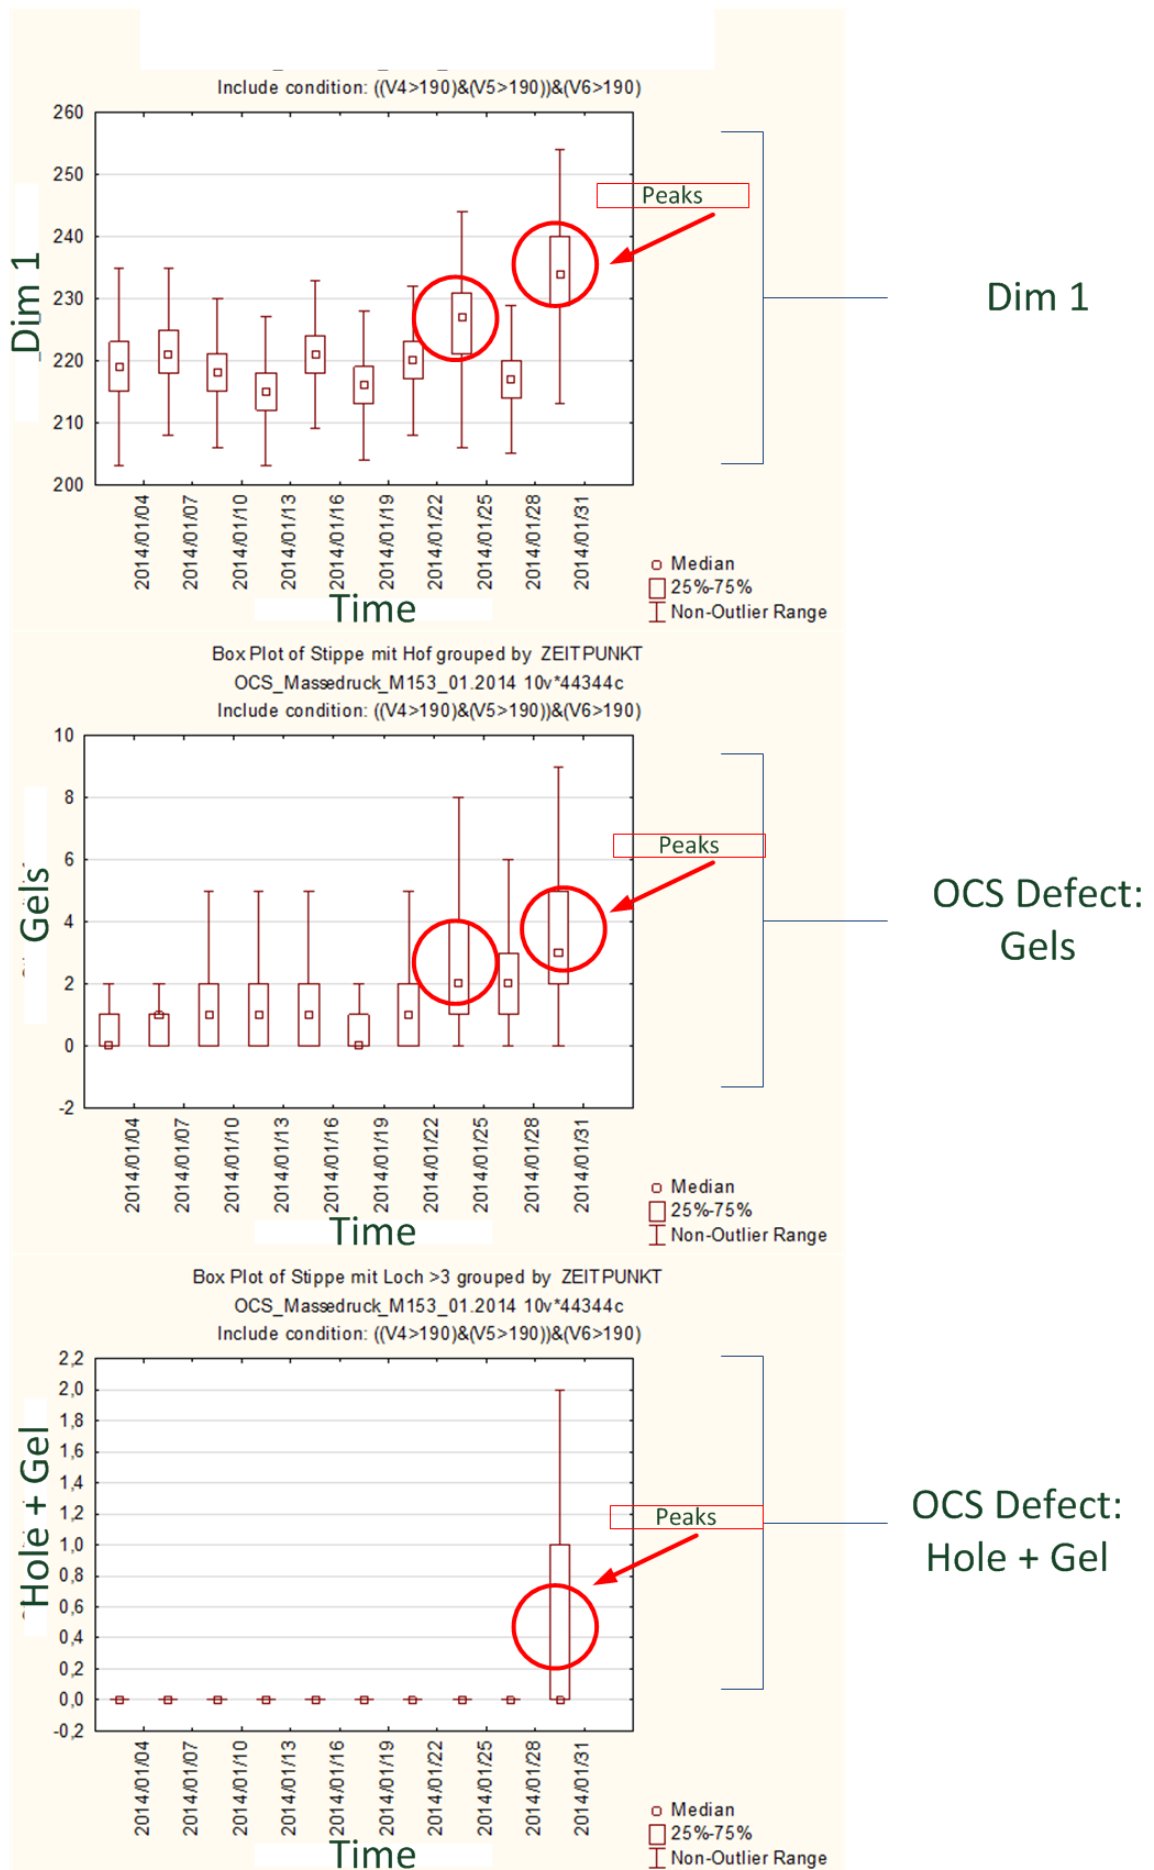 Include condition: ((V4>190)&(V5>190))&(V6>190)
260
250
240
230
220
210
200
Dim 1
Peaks
Dim 1
2014/01/04
2014/01/07
2014/01/10
2014/01/13
2014/01/16
2014/01/19
2014/01/22
2014/01/25
2014/01/28
2014/01/31
Time
Median
25%-75%
Non-Outlier Range
Box Plot of Stippe mit Hof grouped by ZEITPUNKT
OCS_Massedruck_M153_01.2014 10v*44344c
Include condition: ((V4>190)&(V5>190))&(V6>190)
10
8
6
4
2
0
-2
Gels
Peaks
OCS Defect:
Gels
2014/01/04
2014/01/07
2014/01/10
2014/01/13
2014/01/16
2014/01/19
2014/01/22
2014/01/25
2014/01/28
2014/01/31
Time
Median
25%-75%
Non-Outlier Range
Box Plot of Stippe mit Loch >3 grouped by ZEITPUNKT
OCS_Massedruck_M153_01.2014 10v*44344c
Include condition: ((V4>190)&(V5>190))&(V6>190)
2,2
2,0
1,8
1,6
1,4
1,2
1,0
0,8
0,6
0,4
0,2
0,0
-0,2
Hole + Gel
Peaks
OCS Defect:
Hole + Gel
2014/01/04
2014/01/07
2014/01/10
2014/01/13
2014/01/16
2014/01/19
2014/01/22
2014/01/25
2014/01/28
2014/01/31
Time
Median
25%-75%
Non-Outlier Range